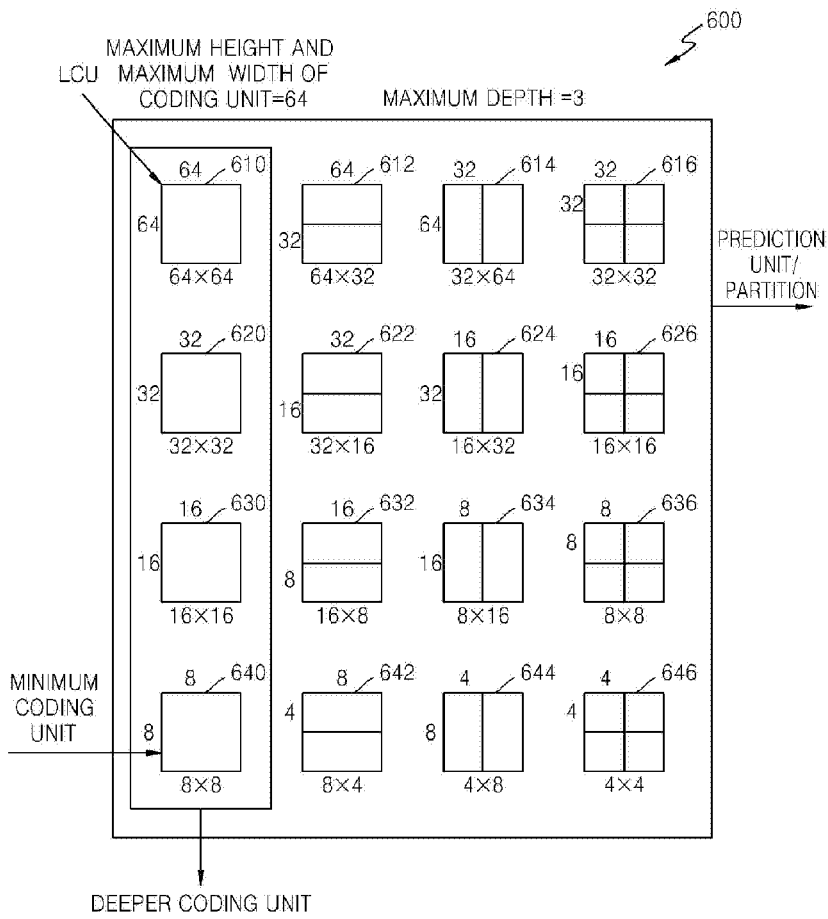 600
MAXIMUM HEIGHT AND
LCU MAXIMUM WIDTH OF
CODING UNIT=64 MAXIMUM DEPTH =3
64 610 64 612 32 614 32 616
64 32 64 32
64×64 64×32 32×64 32×32
PREDICTION
UNIT/
PARTITION
32 620 32 622 16 624 16 626
32 16 32 16
32×32 32×16 16×32 16×16
16 630 16 632 8 634 8 636
16 8 16 8
16×16 16×8 8×16 8×8
MINIMUM
CODING
UNIT
8 640 8 642 4 644 4 646
8 4 8 4
8×8 8×4 4×8 4×4
DEEPER CODING UNIT